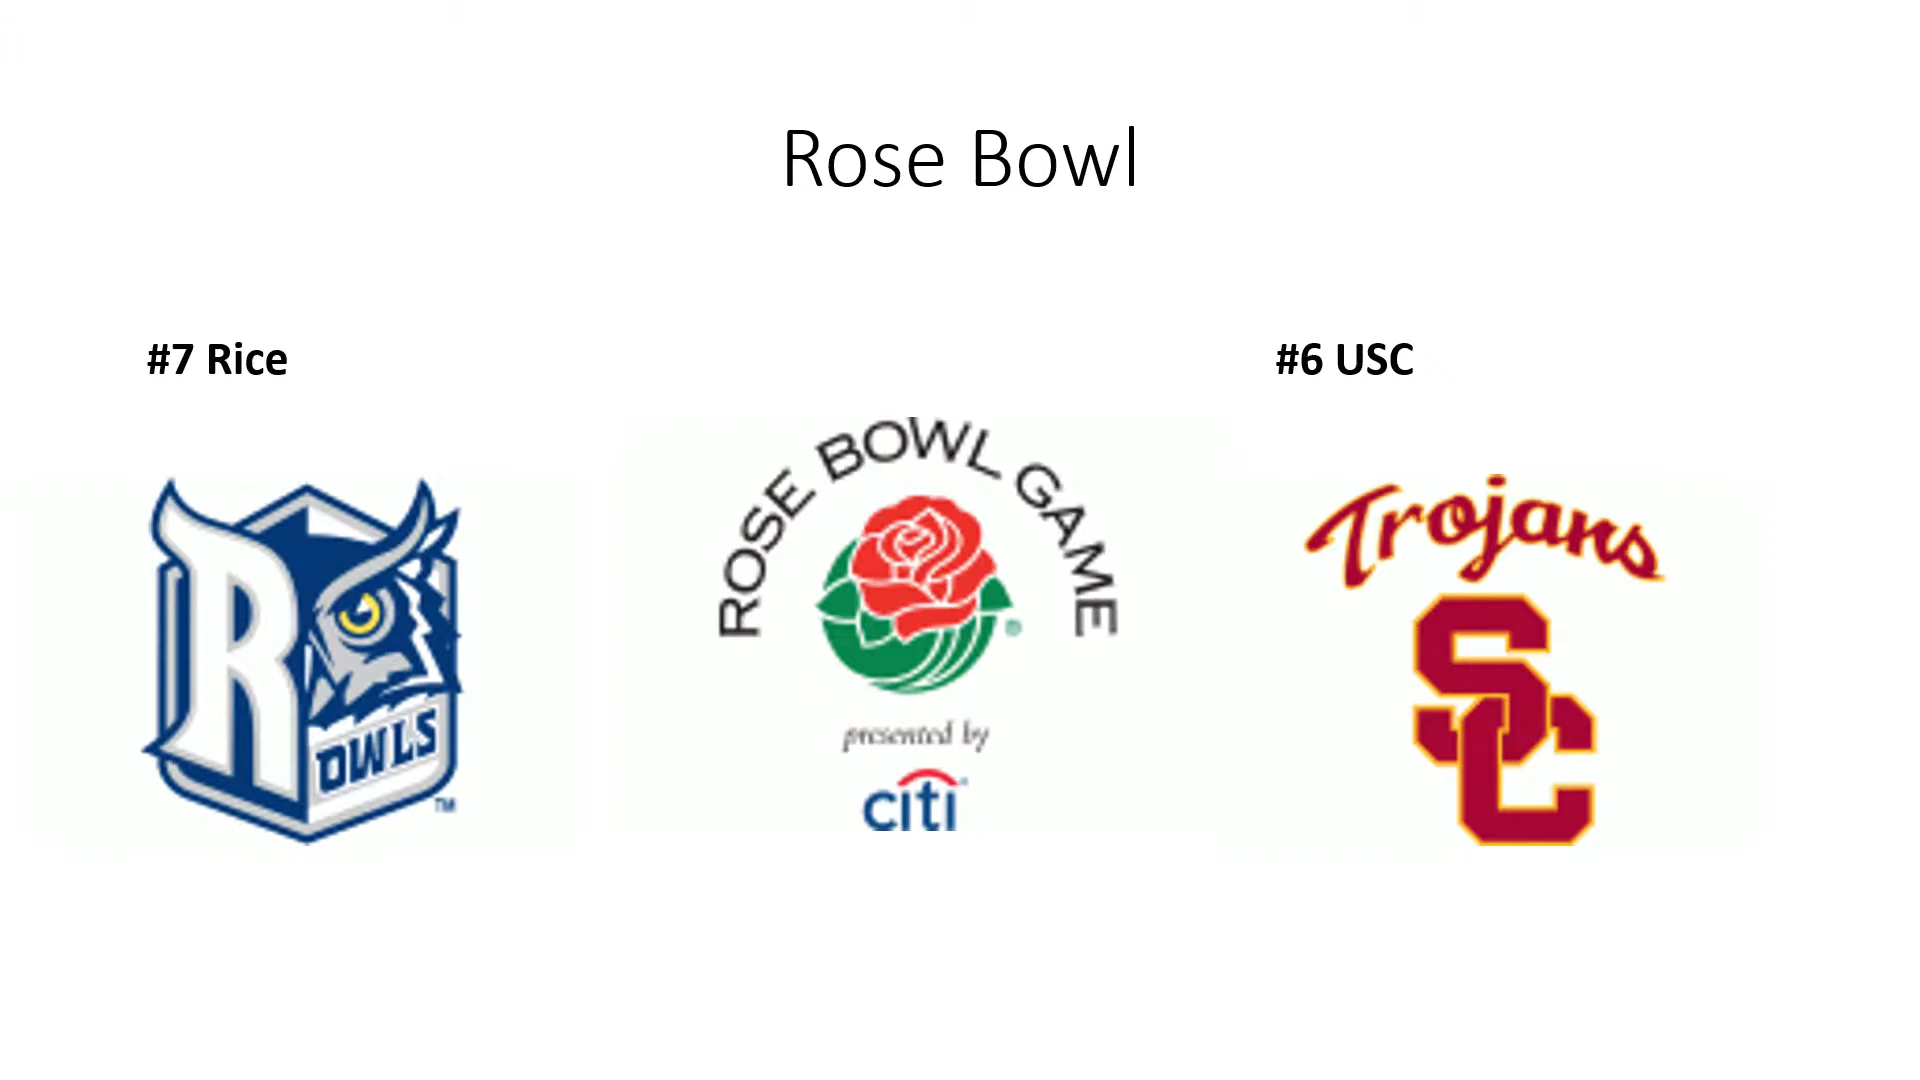 Rose Bowl
#7 Rice
#6 USC
R
OWLS
TM
ROSE BOWL GAME
®
presented by
citi
Trojans
SC